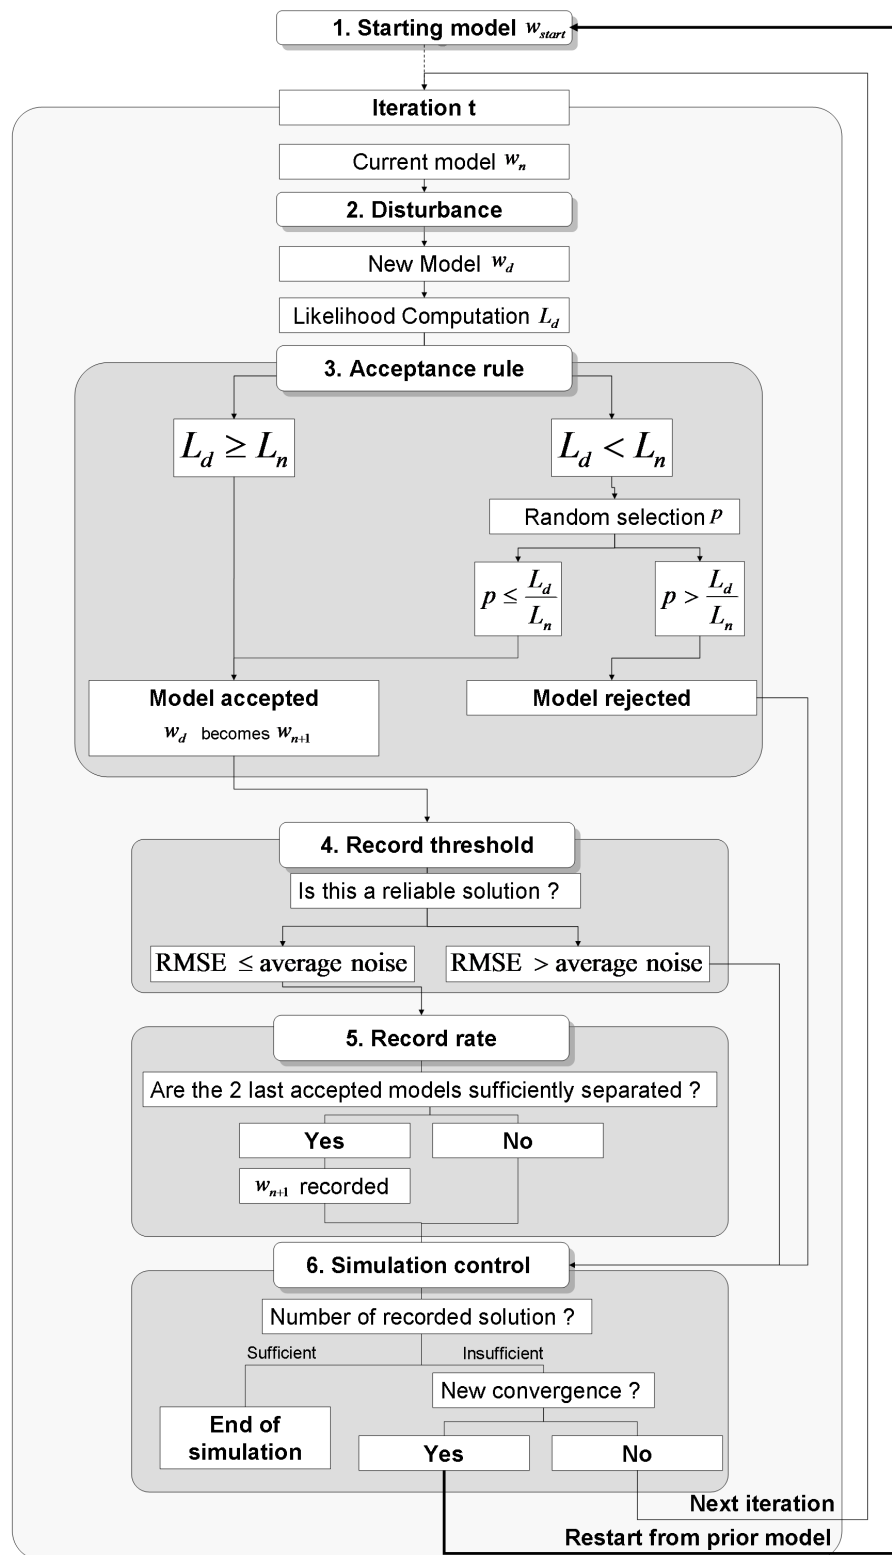 1. Starting model w_start
Iteration t
Current model w_n
2. Disturbance
New Model w_d
Likelihood Computation L_d
3. Acceptance rule
L_d ≥ L_n
L_d < L_n
Random selection p
p ≤ L_d / L_n
p > L_d / L_n
Model accepted
w_d becomes w_n+1
Model rejected
4. Record threshold
Is this a reliable solution ?
RMSE ≤ average noise
RMSE > average noise
5. Record rate
Are the 2 last accepted models sufficiently separated ?
Yes
No
w_n+1 recorded
6. Simulation control
Number of recorded solution ?
Sufficient
Insufficient
New convergence ?
End of
simulation
Yes
No
Next iteration
Restart from prior model